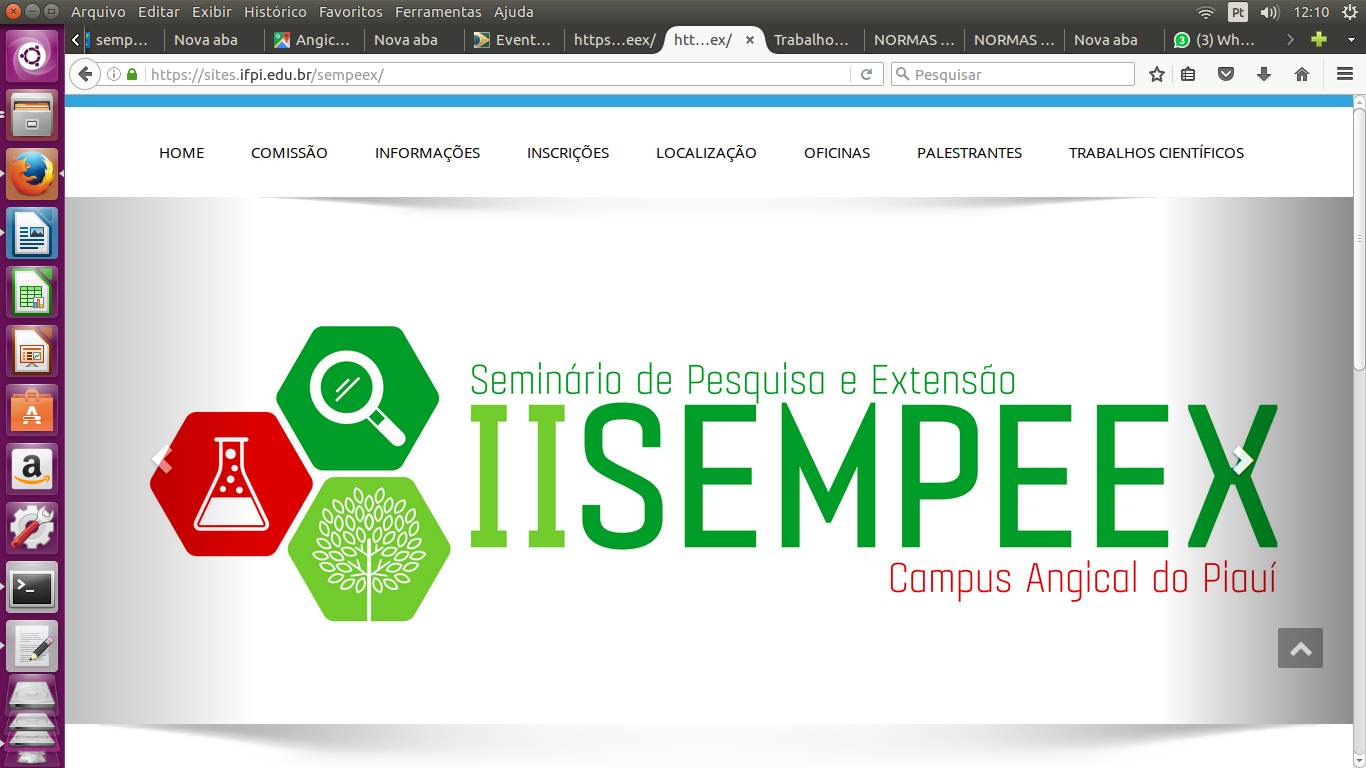 Arquivo Editar Exibir Histórico Favoritos Ferramentas Ajuda
Pt
12:10
semp...
Nova aba
Angic...
Nova aba
Event...
https...eex/
htt...ex/
Trabalho...
NORMAS ...
NORMAS ...
Nova aba
3
(3) Wh...
https://sites.ifpi.edu.br/sempeex/
Pesquisar
HOME
COMISSÃO
INFORMAÇÕES
INSCRIÇÕES
LOCALIZAÇÃO
OFICINAS
PALESTRANTES
TRABALHOS CIENTÍFICOS
Seminário de Pesquisa e Extensão
IISEMPEEX
Campus Angical do Piauí